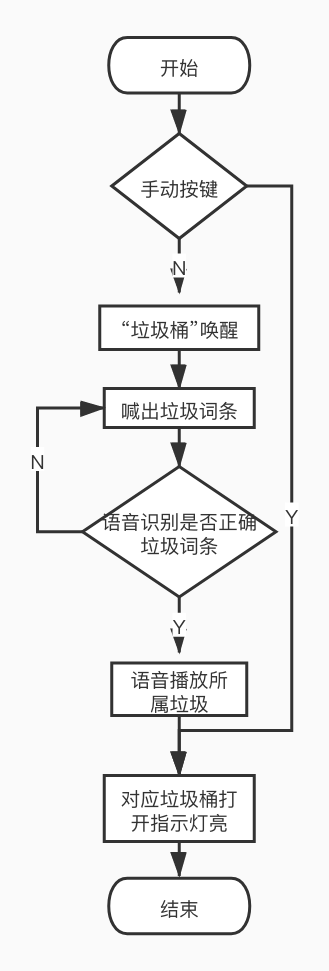 开始
手动按键
N
“垃圾桶”唤醒
喊出垃圾词条
N
语音识别是否正确
垃圾词条
Y
Y
语音播放所
属垃圾
对应垃圾桶打
开指示灯亮
结束